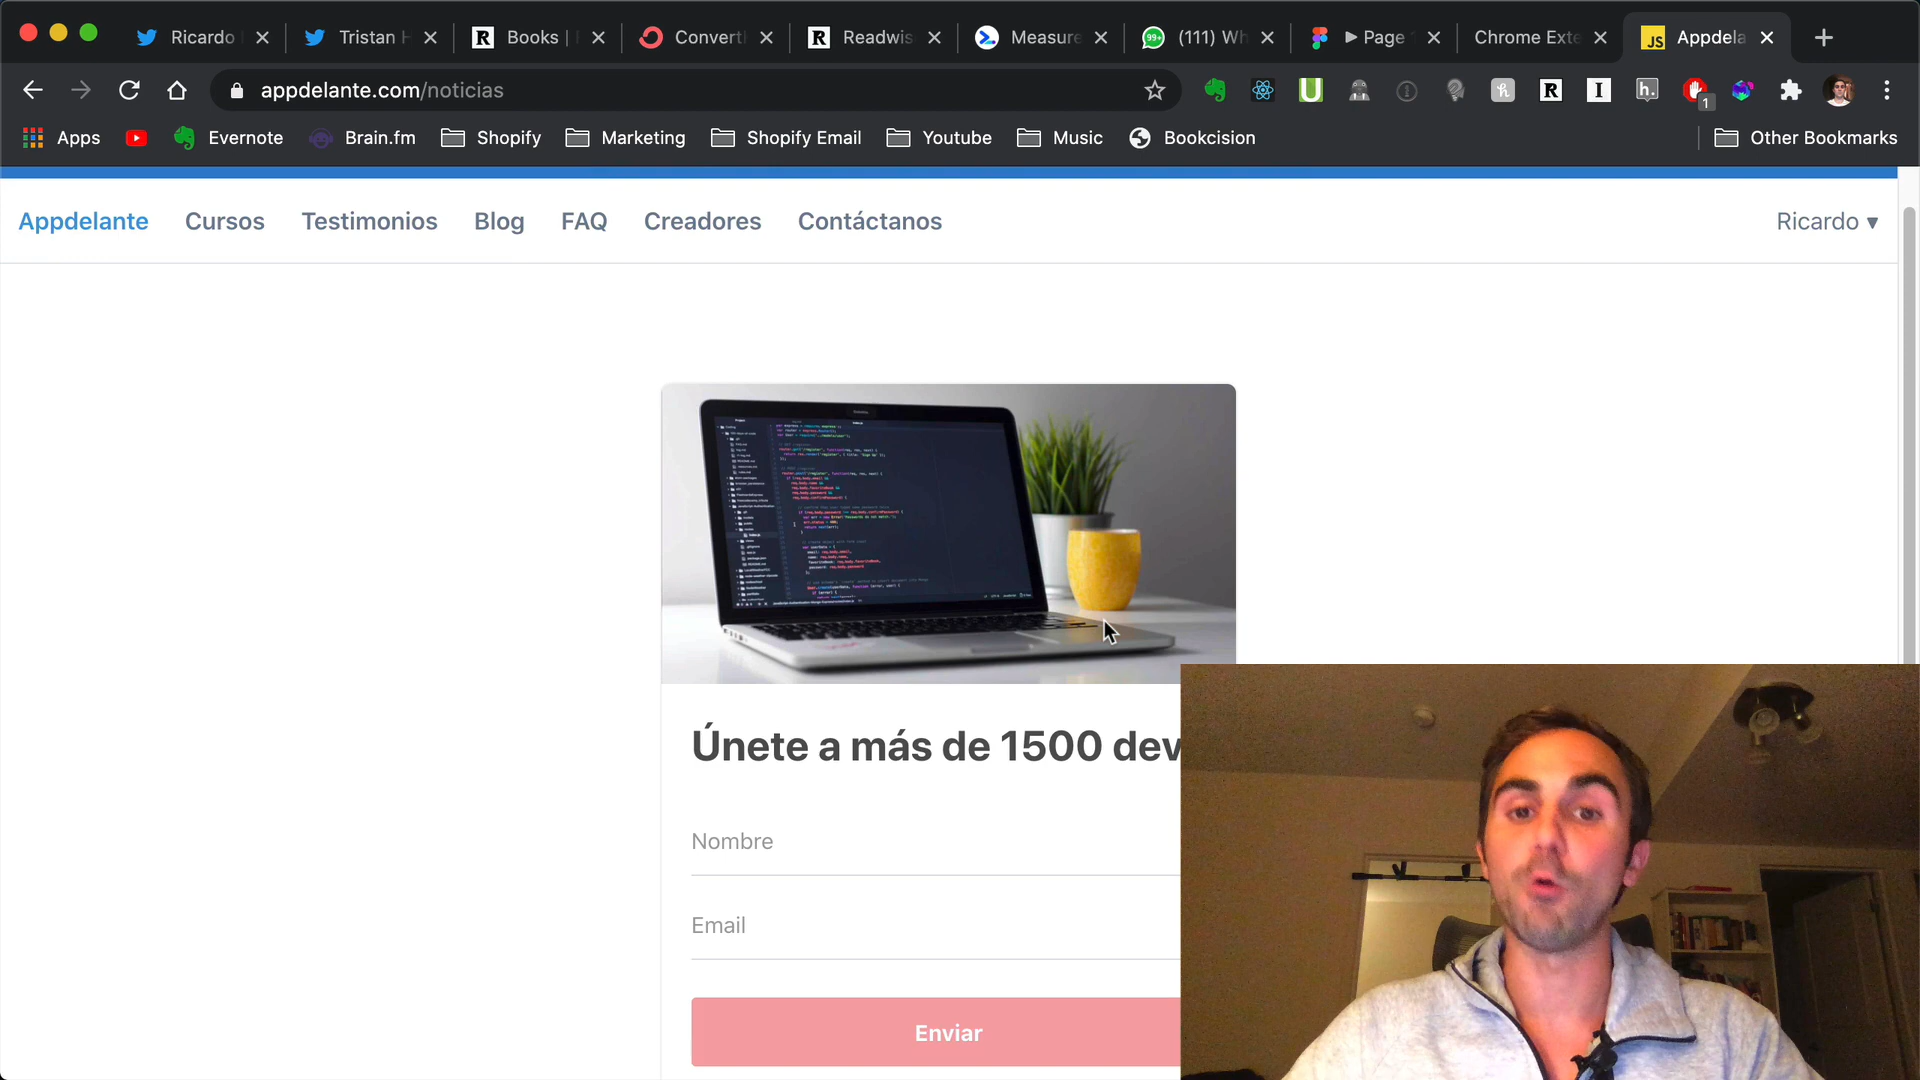 Ricardo
Tristan H
Books |
Convert
Readwis
Measure
(111) Wh
Page
Chrome Exte
Appdela
appdelante.com/noticias
Apps
Evernote
Brain.fm
Shopify
Marketing
Shopify Email
Youtube
Music
Bookcision
Other Bookmarks
Appdelante
Cursos
Testimonios
Blog
FAQ
Creadores
Contáctanos
Ricardo ▾
Únete a más de 1500 dev
Nombre
Email
Enviar